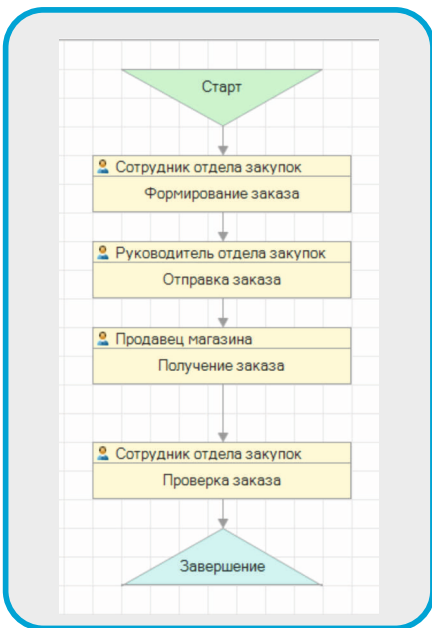 Старт
Сотрудник отдела закупок
Формирование заказа
Руководитель отдела закупок
Отправка заказа
Продавец магазина
Получение заказа
Сотрудник отдела закупок
Проверка заказа
Завершение